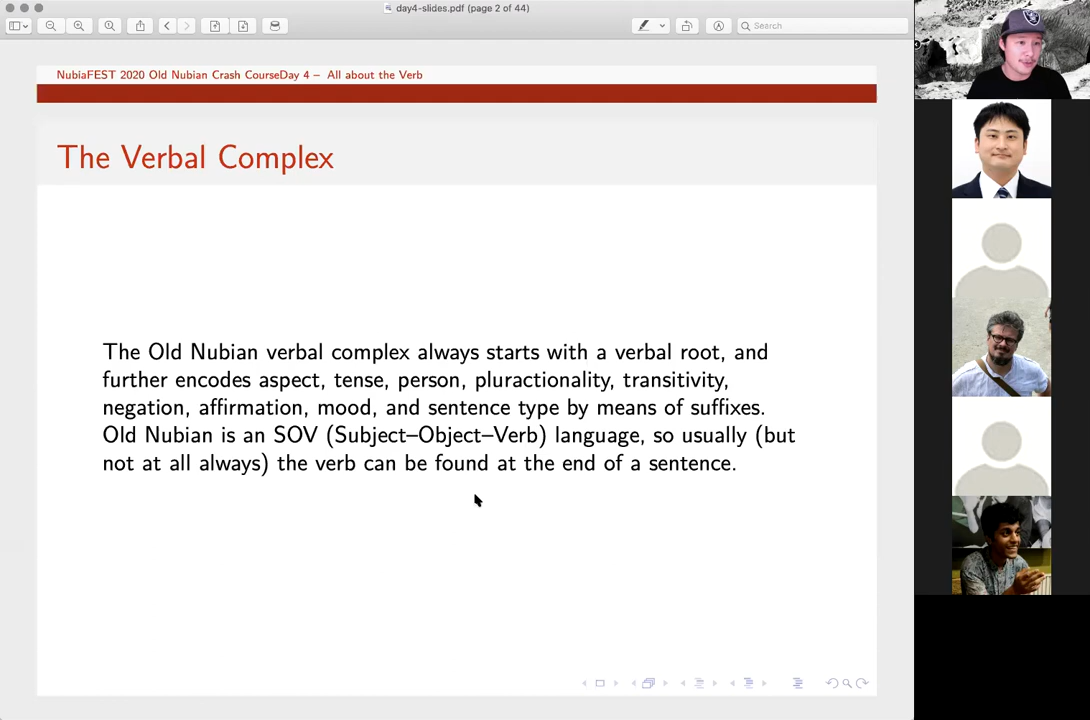 day4-slides.pdf (page 2 of 44)
Search
NubiaFEST 2020 Old Nubian Crash CourseDay 4 – All about the Verb
The Verbal Complex
The Old Nubian verbal complex always starts with a verbal root, and
further encodes aspect, tense, person, pluractionality, transitivity,
negation, affirmation, mood, and sentence type by means of suffixes.
Old Nubian is an SOV (Subject–Object–Verb) language, so usually (but
not at all always) the verb can be found at the end of a sentence.